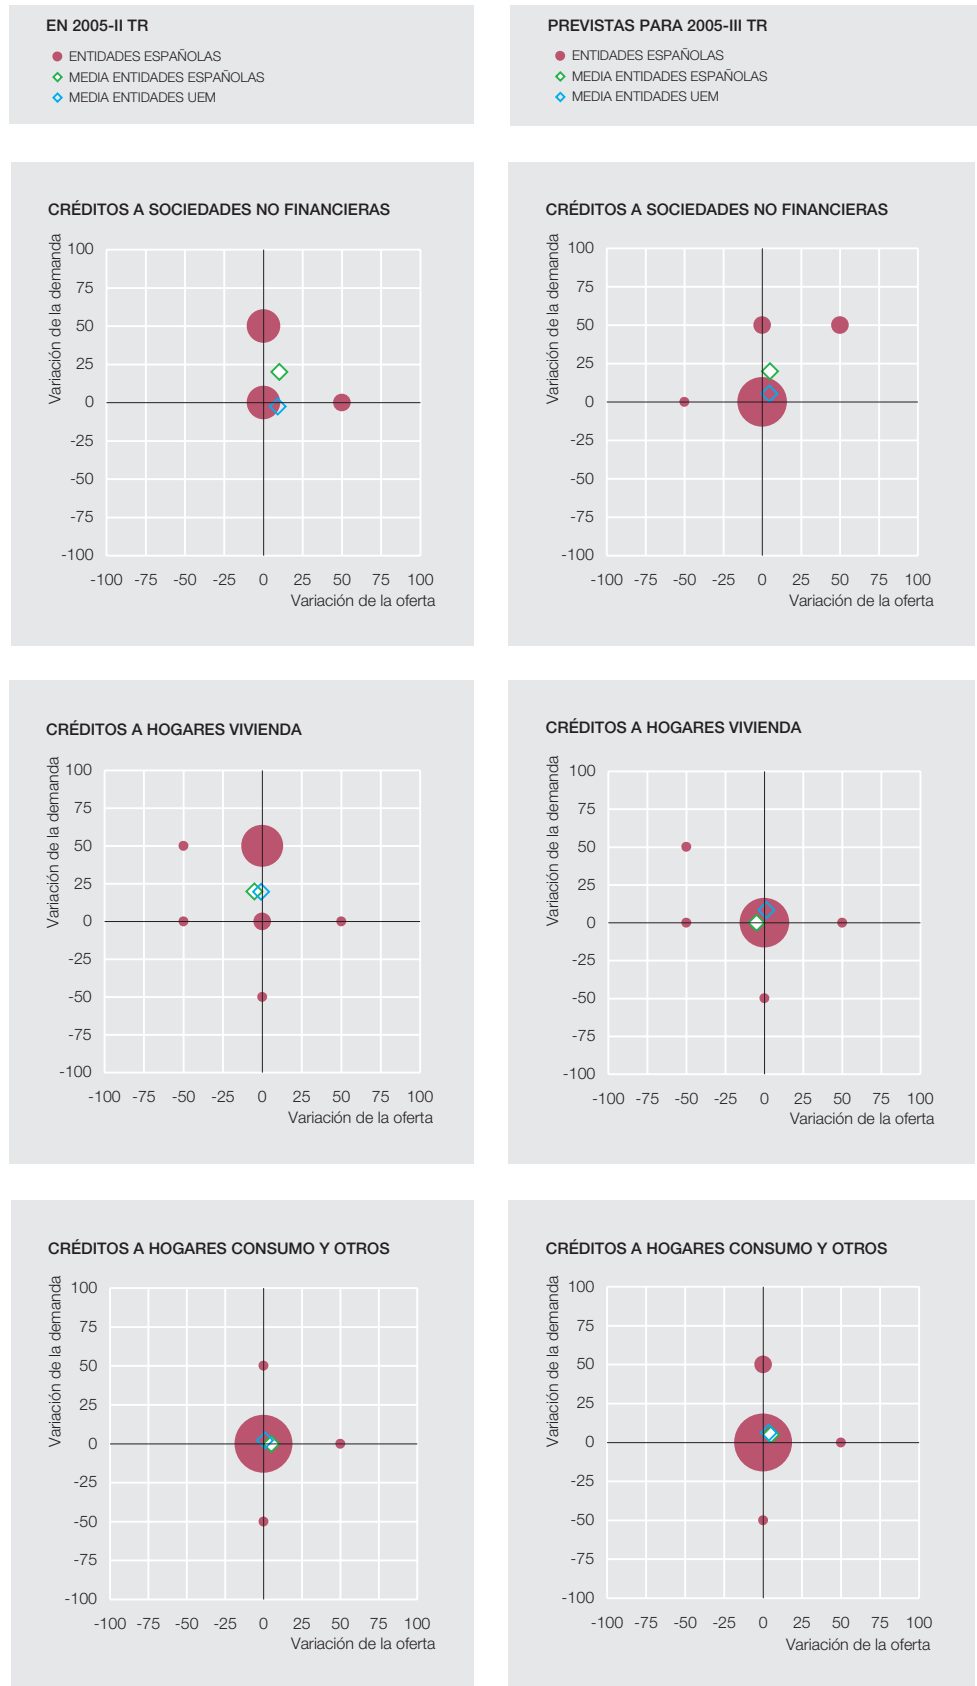 EN 2005-II TR
ENTIDADES ESPAÑOLAS
MEDIA ENTIDADES ESPAÑOLAS
MEDIA ENTIDADES UEM
PREVISTAS PARA 2005-III TR
ENTIDADES ESPAÑOLAS
MEDIA ENTIDADES ESPAÑOLAS
MEDIA ENTIDADES UEM
CRÉDITOS A SOCIEDADES NO FINANCIERAS
Variación de la demanda
100
75
50
25
0
-25
-50
-75
-100
-100 -75 -50 -25 0 25 50 75 100
Variación de la oferta
CRÉDITOS A SOCIEDADES NO FINANCIERAS
Variación de la demanda
100
75
50
25
0
-25
-50
-75
-100
-100 -75 -50 -25 0 25 50 75 100
Variación de la oferta
CRÉDITOS A HOGARES VIVIENDA
Variación de la demanda
100
75
50
25
0
-25
-50
-75
-100
-100 -75 -50 -25 0 25 50 75 100
Variación de la oferta
CRÉDITOS A HOGARES VIVIENDA
Variación de la demanda
100
75
50
25
0
-25
-50
-75
-100
-100 -75 -50 -25 0 25 50 75 100
Variación de la oferta
CRÉDITOS A HOGARES CONSUMO Y OTROS
Variación de la demanda
100
75
50
25
0
-25
-50
-75
-100
-100 -75 -50 -25 0 25 50 75 100
Variación de la oferta
CRÉDITOS A HOGARES CONSUMO Y OTROS
Variación de la demanda
100
75
50
25
0
-25
-50
-75
-100
-100 -75 -50 -25 0 25 50 75 100
Variación de la oferta